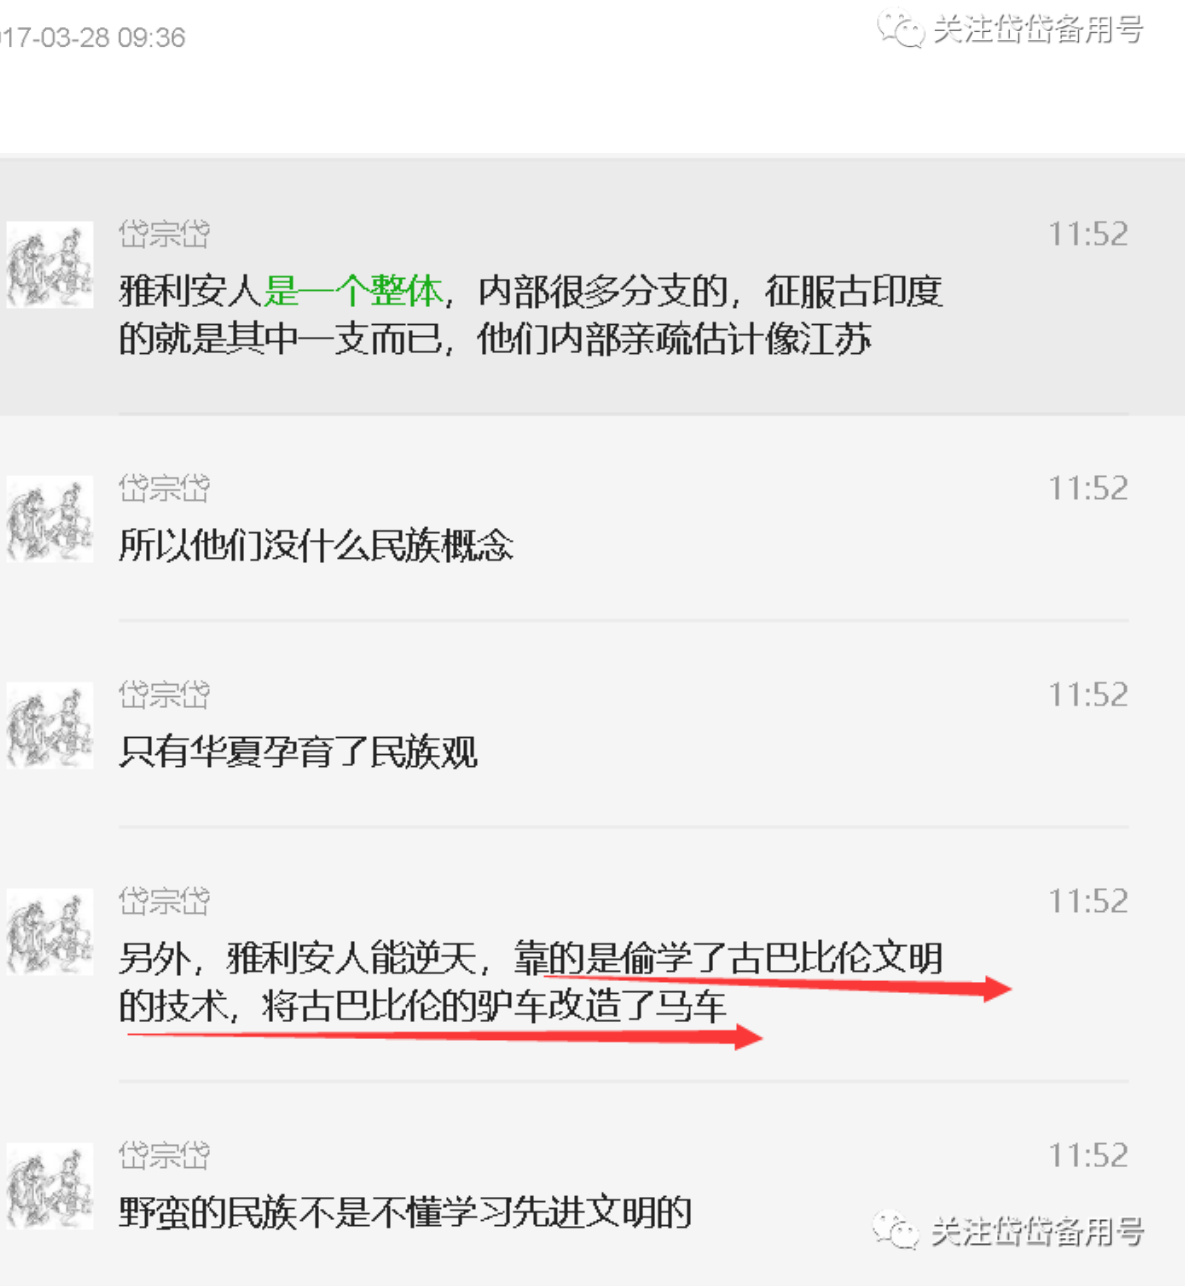 17-03-28 09:36
关注岱岱备用号
岱宗岱
11:52
雅利安人是一个整体，内部很多分支的，征服古印度
的就是其中一支而已，他们内部亲疏估计像江苏
岱宗岱
11:52
所以他们没什么民族概念
岱宗岱
11:52
只有华夏孕育了民族观
岱宗岱
11:52
另外，雅利安人能逆天，靠的是偷学了古巴比伦文明
的技术，将古巴比伦的驴车改造了马车
岱宗岱
11:52
野蛮的民族不是不懂学习先进文明的
关注岱岱备用号